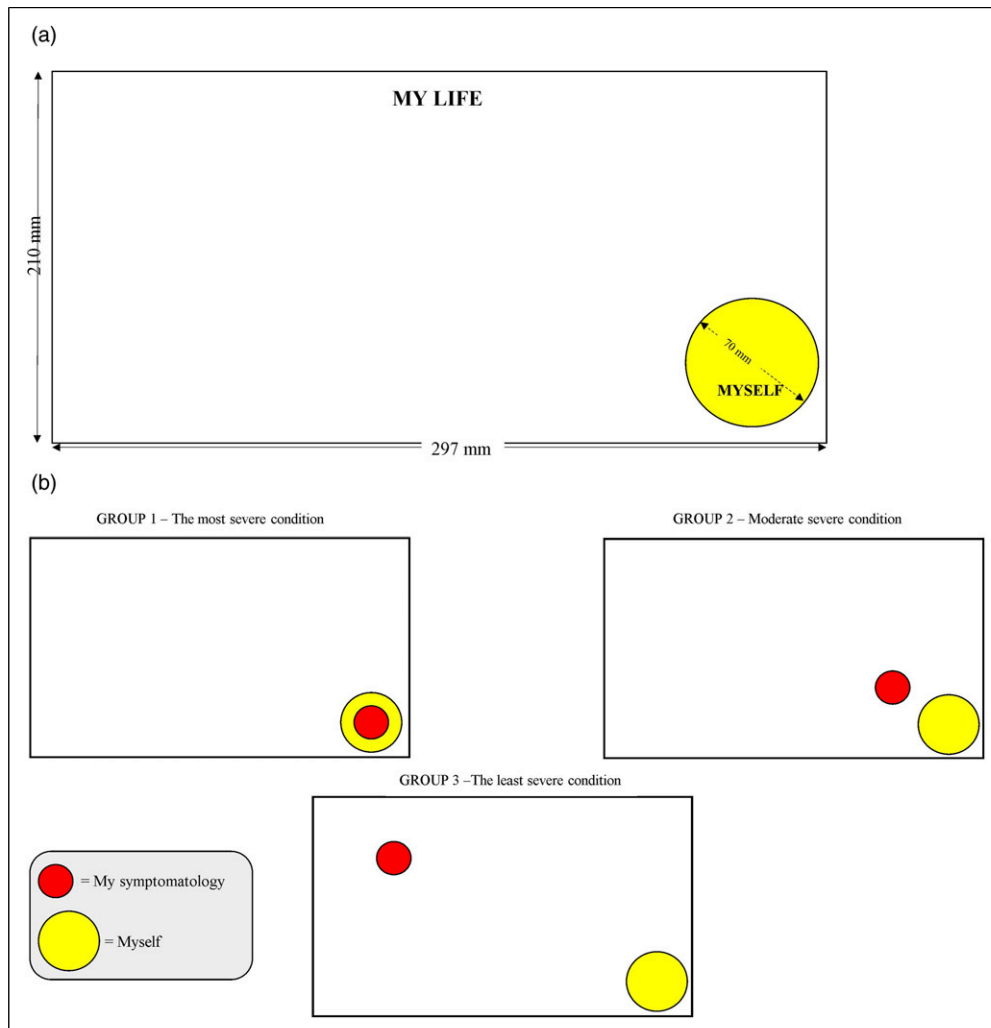 (a)
MY LIFE
210 mm
70 mm
MYSELF
297 mm
(b)
GROUP 1 – The most severe condition
GROUP 2 – Moderate severe condition
GROUP 3 –The least severe condition
= My symptomatology
= Myself